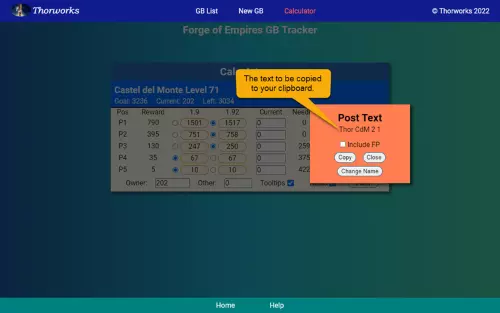 Thorworks
GB List
New GB
Calculator
© Thorworks 2022
Forge of Empires GB Tracker
The text to be copied
to your clipboard.
Castel del Monte Level 71
Goal: 3236 Current: 202 Left: 3034
Pos Reward 1.9 1.92 Current
P1 790 1501 1517 0
P2 395 751 758 0
P3 130 247 250 0 259
P4 35 67 67 0 375
P5 5 10 10 0 422
Owner: 202 Other: 0 Tooltips
Post Text
Thor CdM 2 1
Include FP
Copy Close
Change Name
Home Help